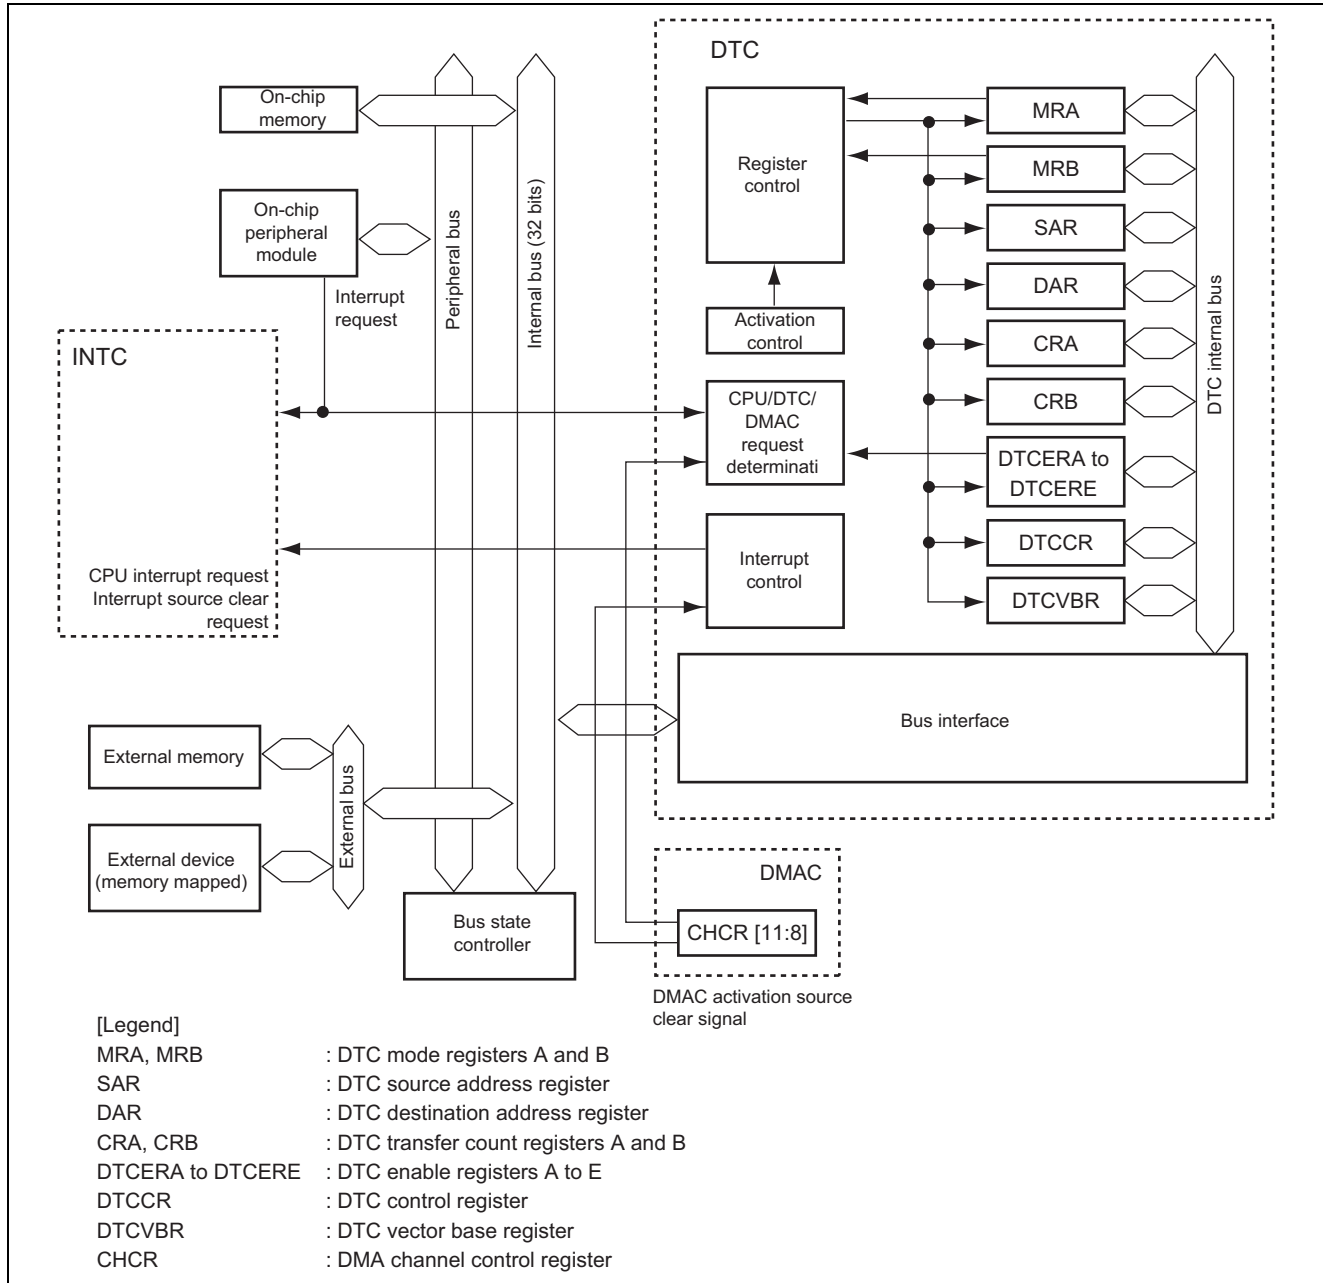 DTC
On-chip
memory
MRA
Register
control
MRB
On-chip
peripheral
module
SAR
Peripheral bus
Internal bus (32 bits)
DAR
Interrupt
request
Activation
control
CRA
DTC internal bus
INTC
CPU/DTC/
DMAC
request
determinati
CRB
DTCERA to
DTCERE
DTCCR
Interrupt
control
CPU interrupt request
Interrupt source clear
request
DTCVBR
Bus interface
External memory
External bus
External device
(memory mapped)
DMAC
Bus state
controller
CHCR [11:8]
DMAC activation source
clear signal
[Legend]
MRA, MRB : DTC mode registers A and B
SAR : DTC source address register
DAR : DTC destination address register
CRA, CRB : DTC transfer count registers A and B
DTCERA to DTCERE : DTC enable registers A to E
DTCCR : DTC control register
DTCVBR : DTC vector base register
CHCR : DMA channel control register